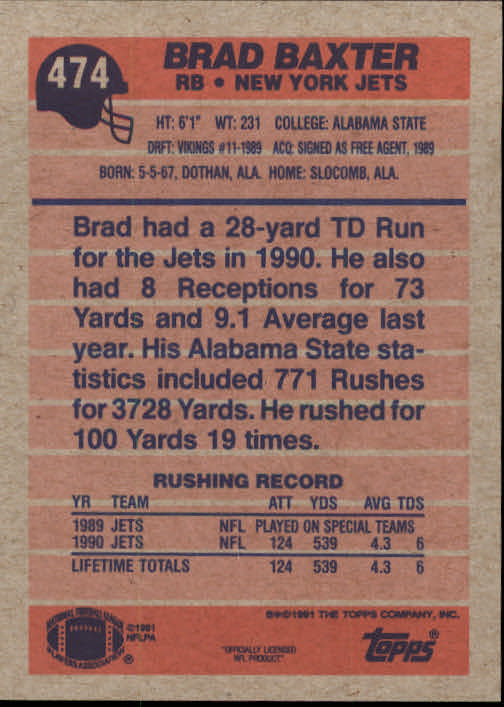 474
BRAD BAXTER
RB • NEW YORK JETS
HT: 6'1" WT: 231 COLLEGE: ALABAMA STATE
DRFT: VIKINGS #11-1989 ACQ: SIGNED AS FREE AGENT, 1989
BORN: 5-5-67, DOTHAN, ALA. HOME: SLOCOMB, ALA.
Brad had a 28-yard TD Run
for the Jets in 1990. He also
had 8 Receptions for 73
Yards and 9.1 Average last
year. His Alabama State sta-
tistics included 771 Rushes
for 3728 Yards. He rushed for
100 Yards 19 times.
RUSHING RECORD
YR TEAM ATT YDS AVG TDS
1989 JETS NFL PLAYED ON SPECIAL TEAMS
1990 JETS NFL 124 539 4.3 6
LIFETIME TOTALS 124 539 4.3 6
®©1991 THE TOPPS COMPANY, INC.
NATIONAL FOOTBALL LEAGUE
PLAYERS ASSOCIATION
®
©1991
NFLPA
"OFFICIALLY LICENSED
NFL PRODUCT"
topps®